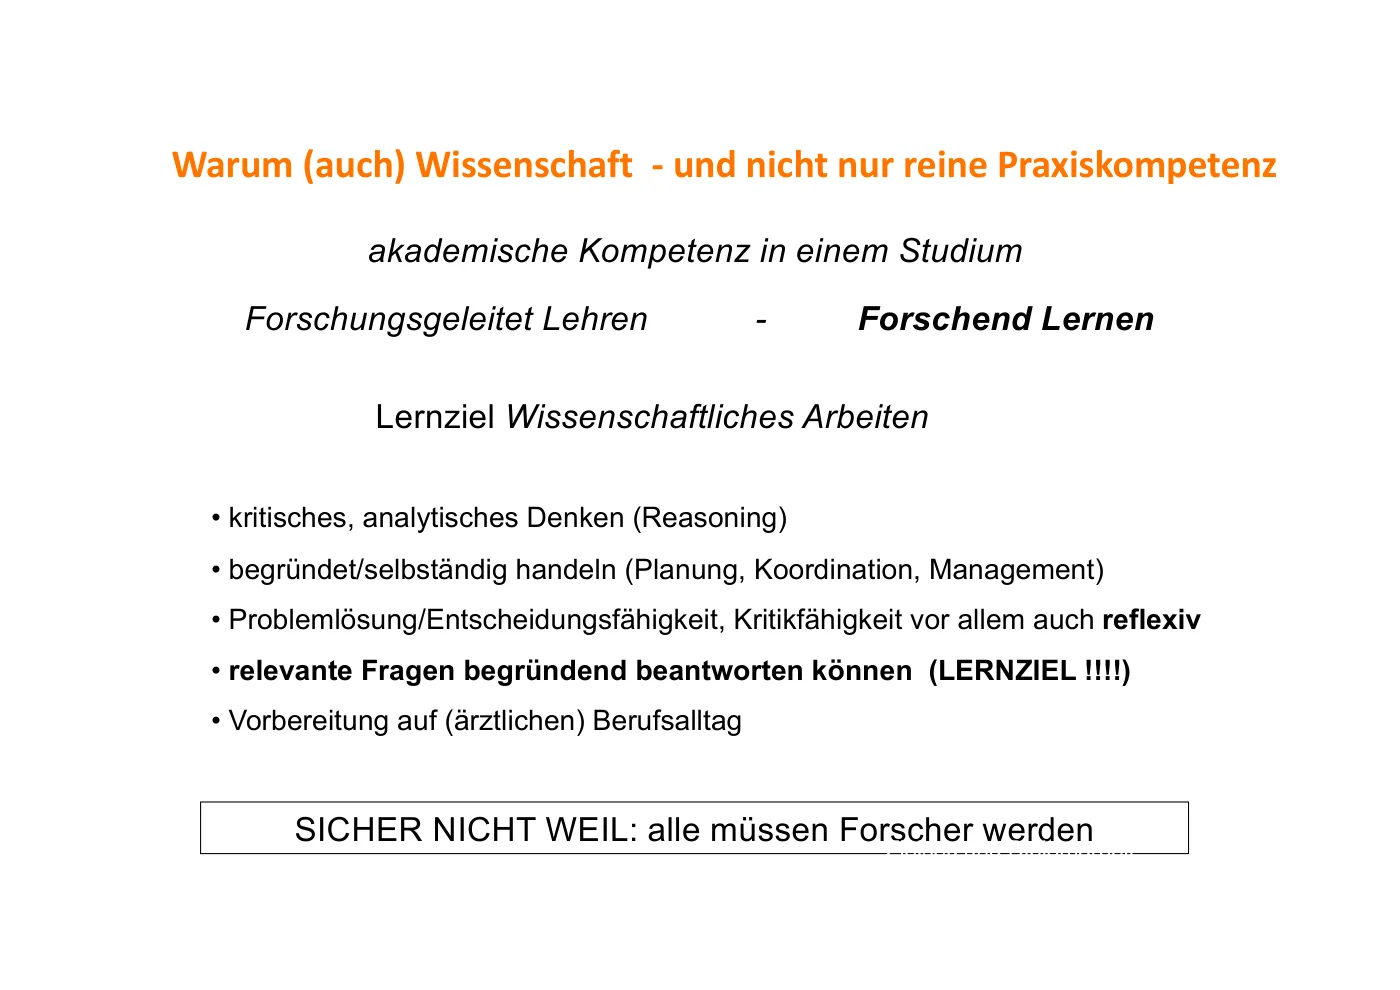 Warum (auch) Wissenschaft - und nicht nur reine Praxiskompetenz
akademische Kompetenz in einem Studium
Forschungsgeleitet Lehren - Forschend Lernen
Lernziel Wissenschaftliches Arbeiten
• kritisches, analytisches Denken (Reasoning)
• begründet/selbständig handeln (Planung, Koordination, Management)
• Problemlösung/Entscheidungsfähigkeit, Kritikfähigkeit vor allem auch reflexiv
• relevante Fragen begründend beantworten können (LERNZIEL !!!!)
• Vorbereitung auf (ärztlichen) Berufsalltag
SICHER NICHT WEIL: alle müssen Forscher werden